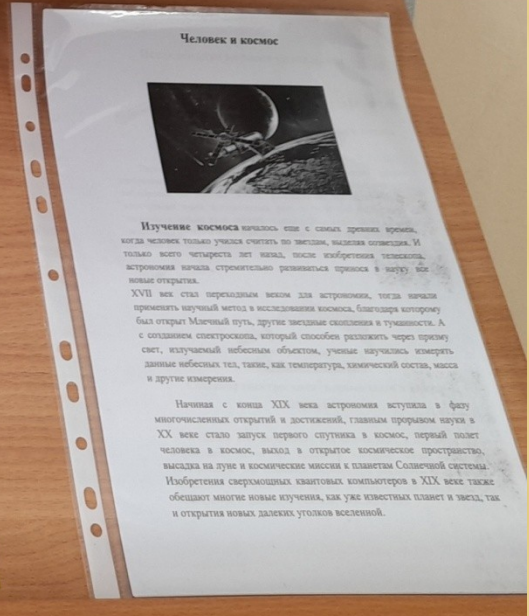 Человек и космос
Изучение космоса началось еще с самых древних времен,
когда человек только учился считать по звездам, выделяя созвездия. И
только всего четыреста лет назад, после изобретения телескопа,
астрономия начала стремительно развиваться принося в науку все
новые открытия.
XVII век стал переходным веком для астрономии, тогда начали
применять научный метод в исследовании космоса, благодаря которому
был открыт Млечный путь, другие звездные скопления и туманности. А
с созданием спектроскопа, который способен разложить через призму
свет, излучаемый небесным объектом, ученые научились измерять
данные небесных тел, такие, как температура, химический состав, масса
и другие измерения.
Начиная с конца XIX века астрономия вступила в фазу
многочисленных открытий и достижений, главным прорывом науки в
XX веке стало запуск первого спутника в космос, первый полет
человека в космос, выход в открытое космическое пространство,
высадка на луне и космические миссии к планетам Солнечной системы.
Изобретения сверхмощных квантовых компьютеров в XIX веке также
обещают многие новые изучения, как уже известных планет и звезд, так
и открытия новых далеких уголков вселенной.